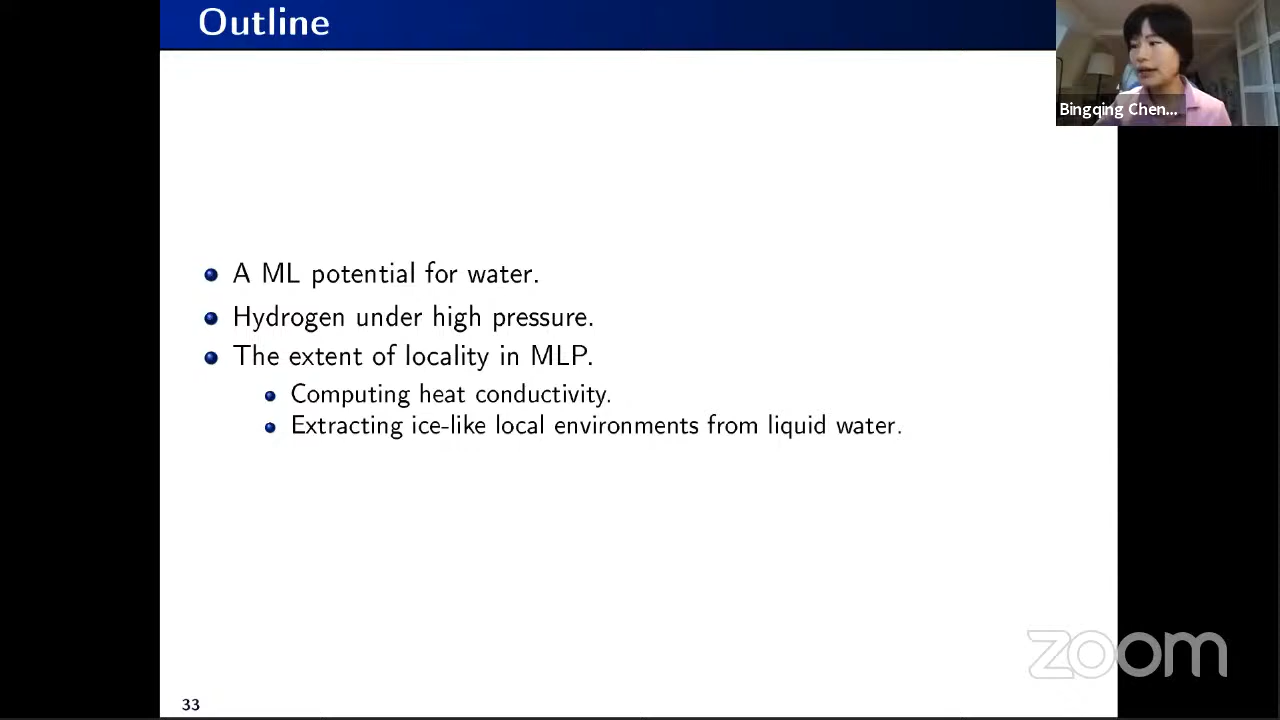 Outline
Bingqing Chen...
A ML potential for water.
Hydrogen under high pressure.
The extent of locality in MLP.
Computing heat conductivity.
Extracting ice-like local environments from liquid water.
zoom
33